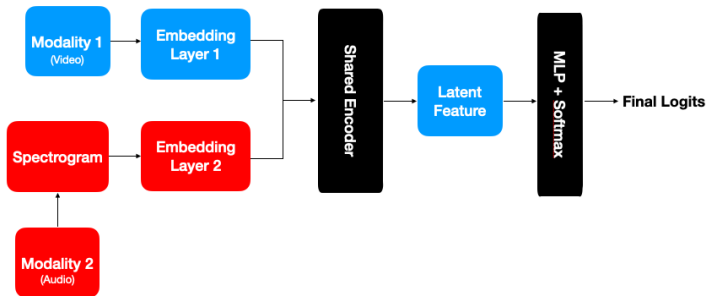 Modality 1
(Video)
Embedding
Layer 1
Spectrogram
Embedding
Layer 2
Modality 2
(Audio)
Shared Encoder
Latent
Feature
MLP + Softmax
Final Logits